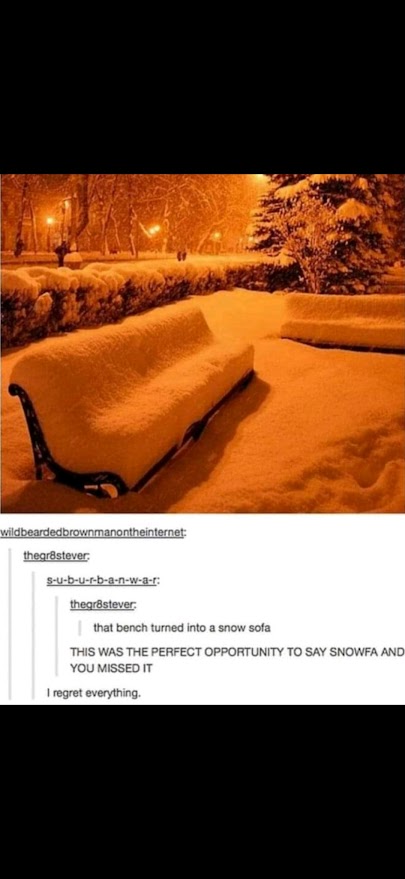 wildbeardedbrownmanontheinternet:
thegr8stever:
s-u-b-u-r-b-a-n-w-a-r:
thegr8stever:
that bench turned into a snow sofa
THIS WAS THE PERFECT OPPORTUNITY TO SAY SNOWFA AND
YOU MISSED IT
I regret everything.